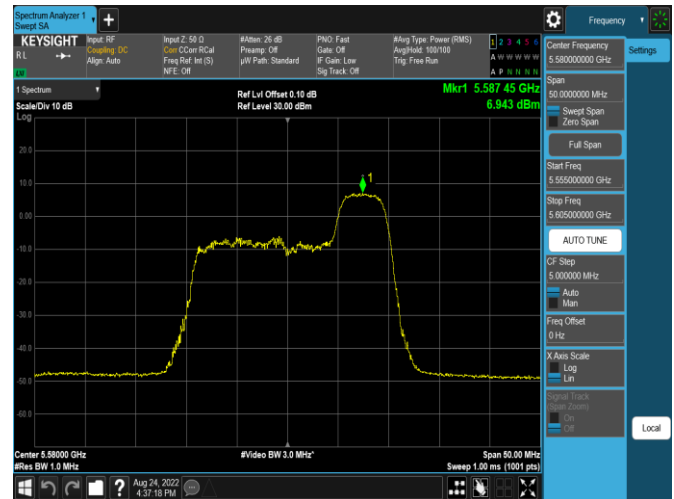 Spectrum Analyzer 1
Swept SA
+
Frequency
KEYSIGHT
RL
LXI
Input: RF
Coupling: DC
Align: Auto
Input Z: 50 Ω
Corr CCorr RCal
Freq Ref: Int (S)
NFE: Off
#Atten: 26 dB
Preamp: Off
µW Path: Standard
PNO: Fast
Gate: Off
IF Gain: Low
Sig Track: Off
#Avg Type: Power (RMS)
Avg|Hold: 100/100
Trig: Free Run
1 2 3 4 5 6
A W W W W W
A P N N N N
1 Spectrum
Scale/Div 10 dB
Log
Ref Lvl Offset 0.10 dB
Ref Level 30.00 dBm
Mkr1 5.587 45 GHz
6.943 dBm
1
20.0
10.0
0.00
-10.0
-20.0
-30.0
-40.0
-50.0
-60.0
Center 5.58000 GHz
#Res BW 1.0 MHz
#Video BW 3.0 MHz*
Span 50.00 MHz
Sweep 1.00 ms (1001 pts)
Center Frequency
5.580000000 GHz
Span
50.0000000 MHz
Swept Span
Zero Span
Full Span
Start Freq
5.555000000 GHz
Stop Freq
5.605000000 GHz
AUTO TUNE
CF Step
5.000000 MHz
Auto
Man
Freq Offset
0 Hz
X Axis Scale
Log
Lin
Signal Track
(Span Zoom)
On
Off
Settings
Local
?
Aug 24, 2022
4:37:18 PM